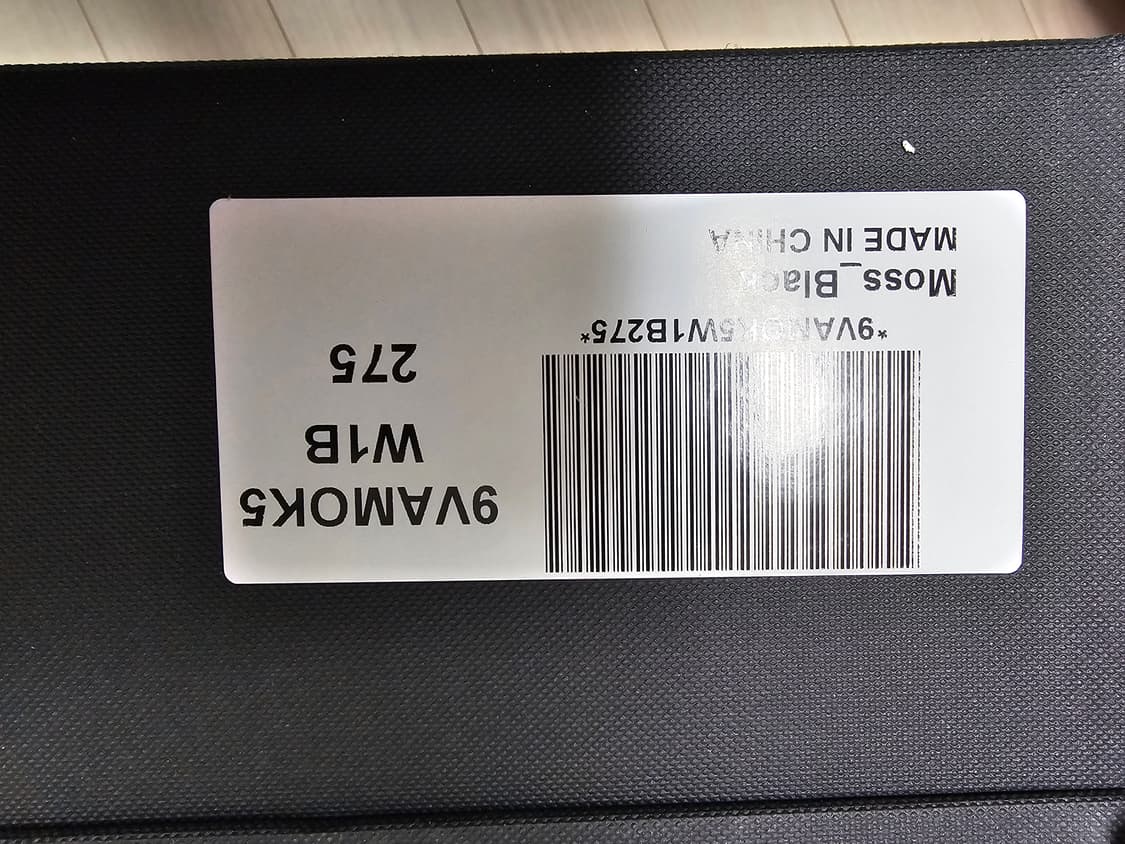 9VAMOK5
W1B
275
*9VAMOK5W1B275*
Moss_Black
MADE IN CHINA